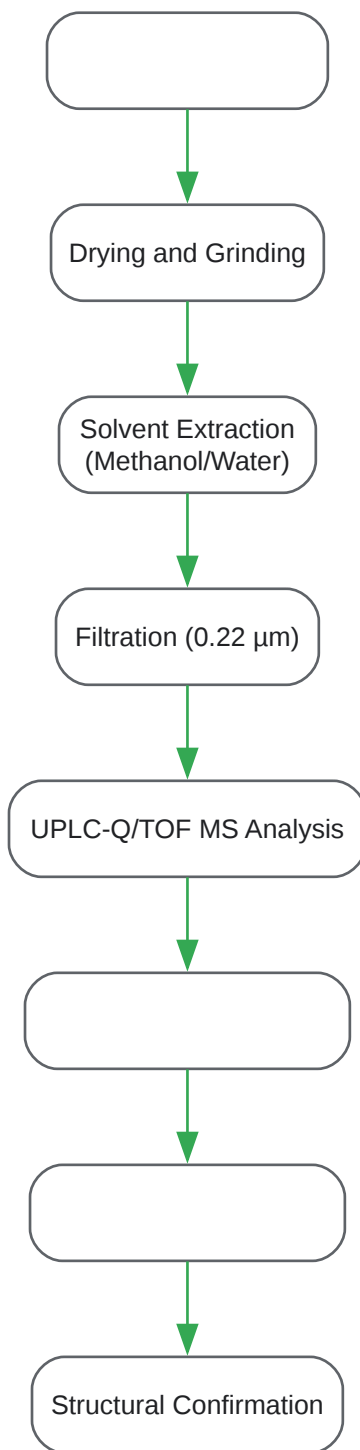 Drying and Grinding
Solvent Extraction
(Methanol/Water)
Filtration (0.22 µm)
UPLC-Q/TOF MS Analysis
Structural Confirmation